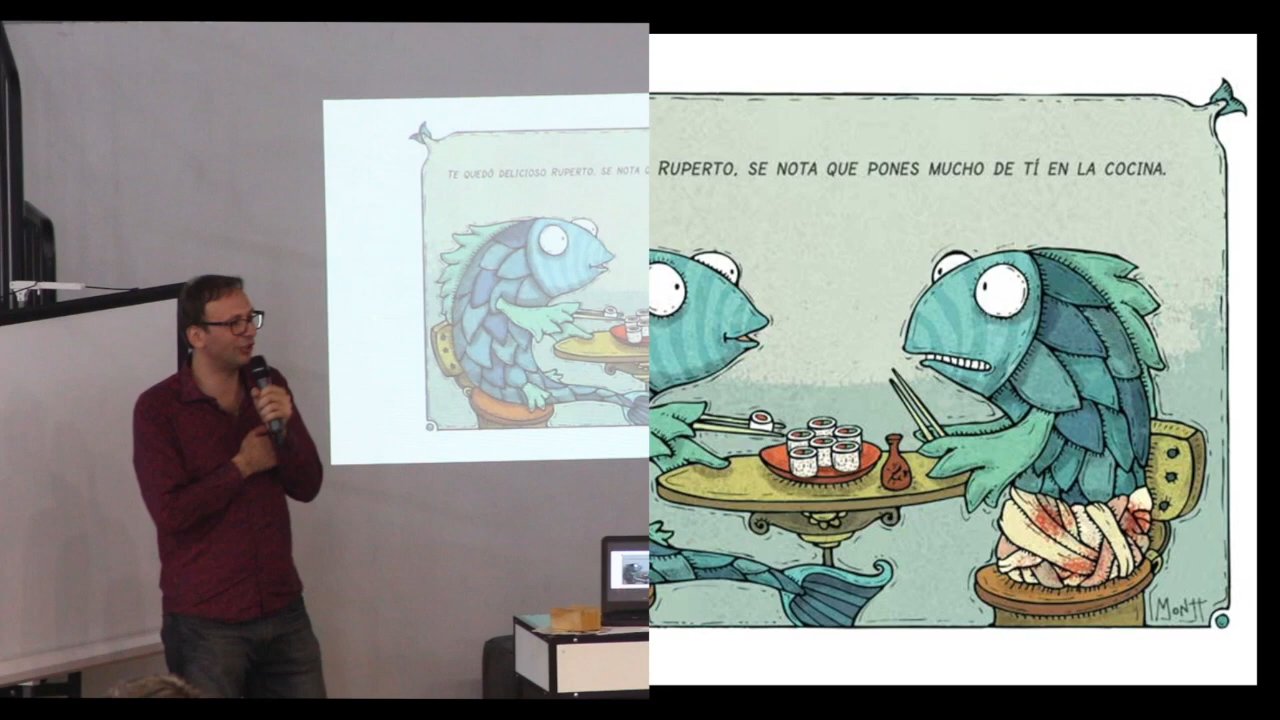 TE QUEDÓ DELICIOSO RUPERTO, SE NOTA
RUPERTO, SE NOTA QUE PONES MUCHO DE TÍ EN LA COCINA.
MONTT